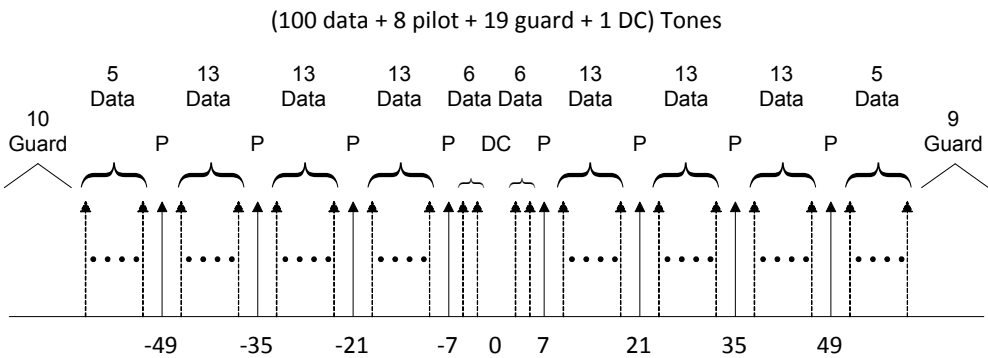 (100 data + 8 pilot + 19 guard + 1 DC) Tones
5 13 13 13 6 6 13 13 13 5
Data Data Data Data Data Data Data Data Data Data
10 9
Guard P P P P DC P P P P Guard
-49 -35 -21 -7 0 7 21 35 49